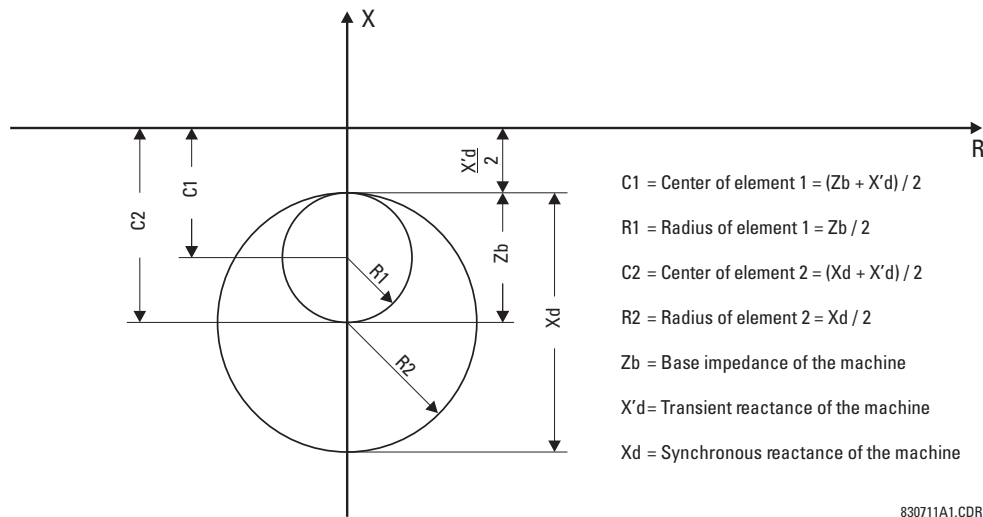 X
R
C2
C1
X'd
2
Zb
Xd
R1
R2
C1 = Center of element 1 = (Zb + X'd) / 2
R1 = Radius of element 1 = Zb / 2
C2 = Center of element 2 = (Xd + X'd) / 2
R2 = Radius of element 2 = Xd / 2
Zb = Base impedance of the machine
X'd= Transient reactance of the machine
Xd = Synchronous reactance of the machine
830711A1.CDR